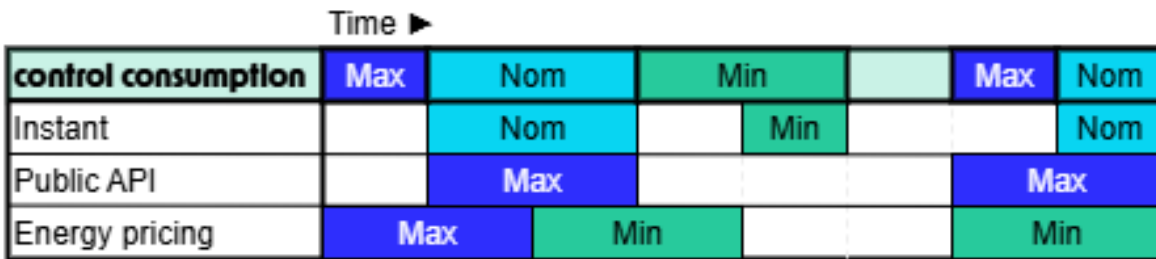 Time ►
control consumption Max Nom Min Max Nom
Instant Nom Min Nom
Public API Max Max
Energy pricing Max Min Min